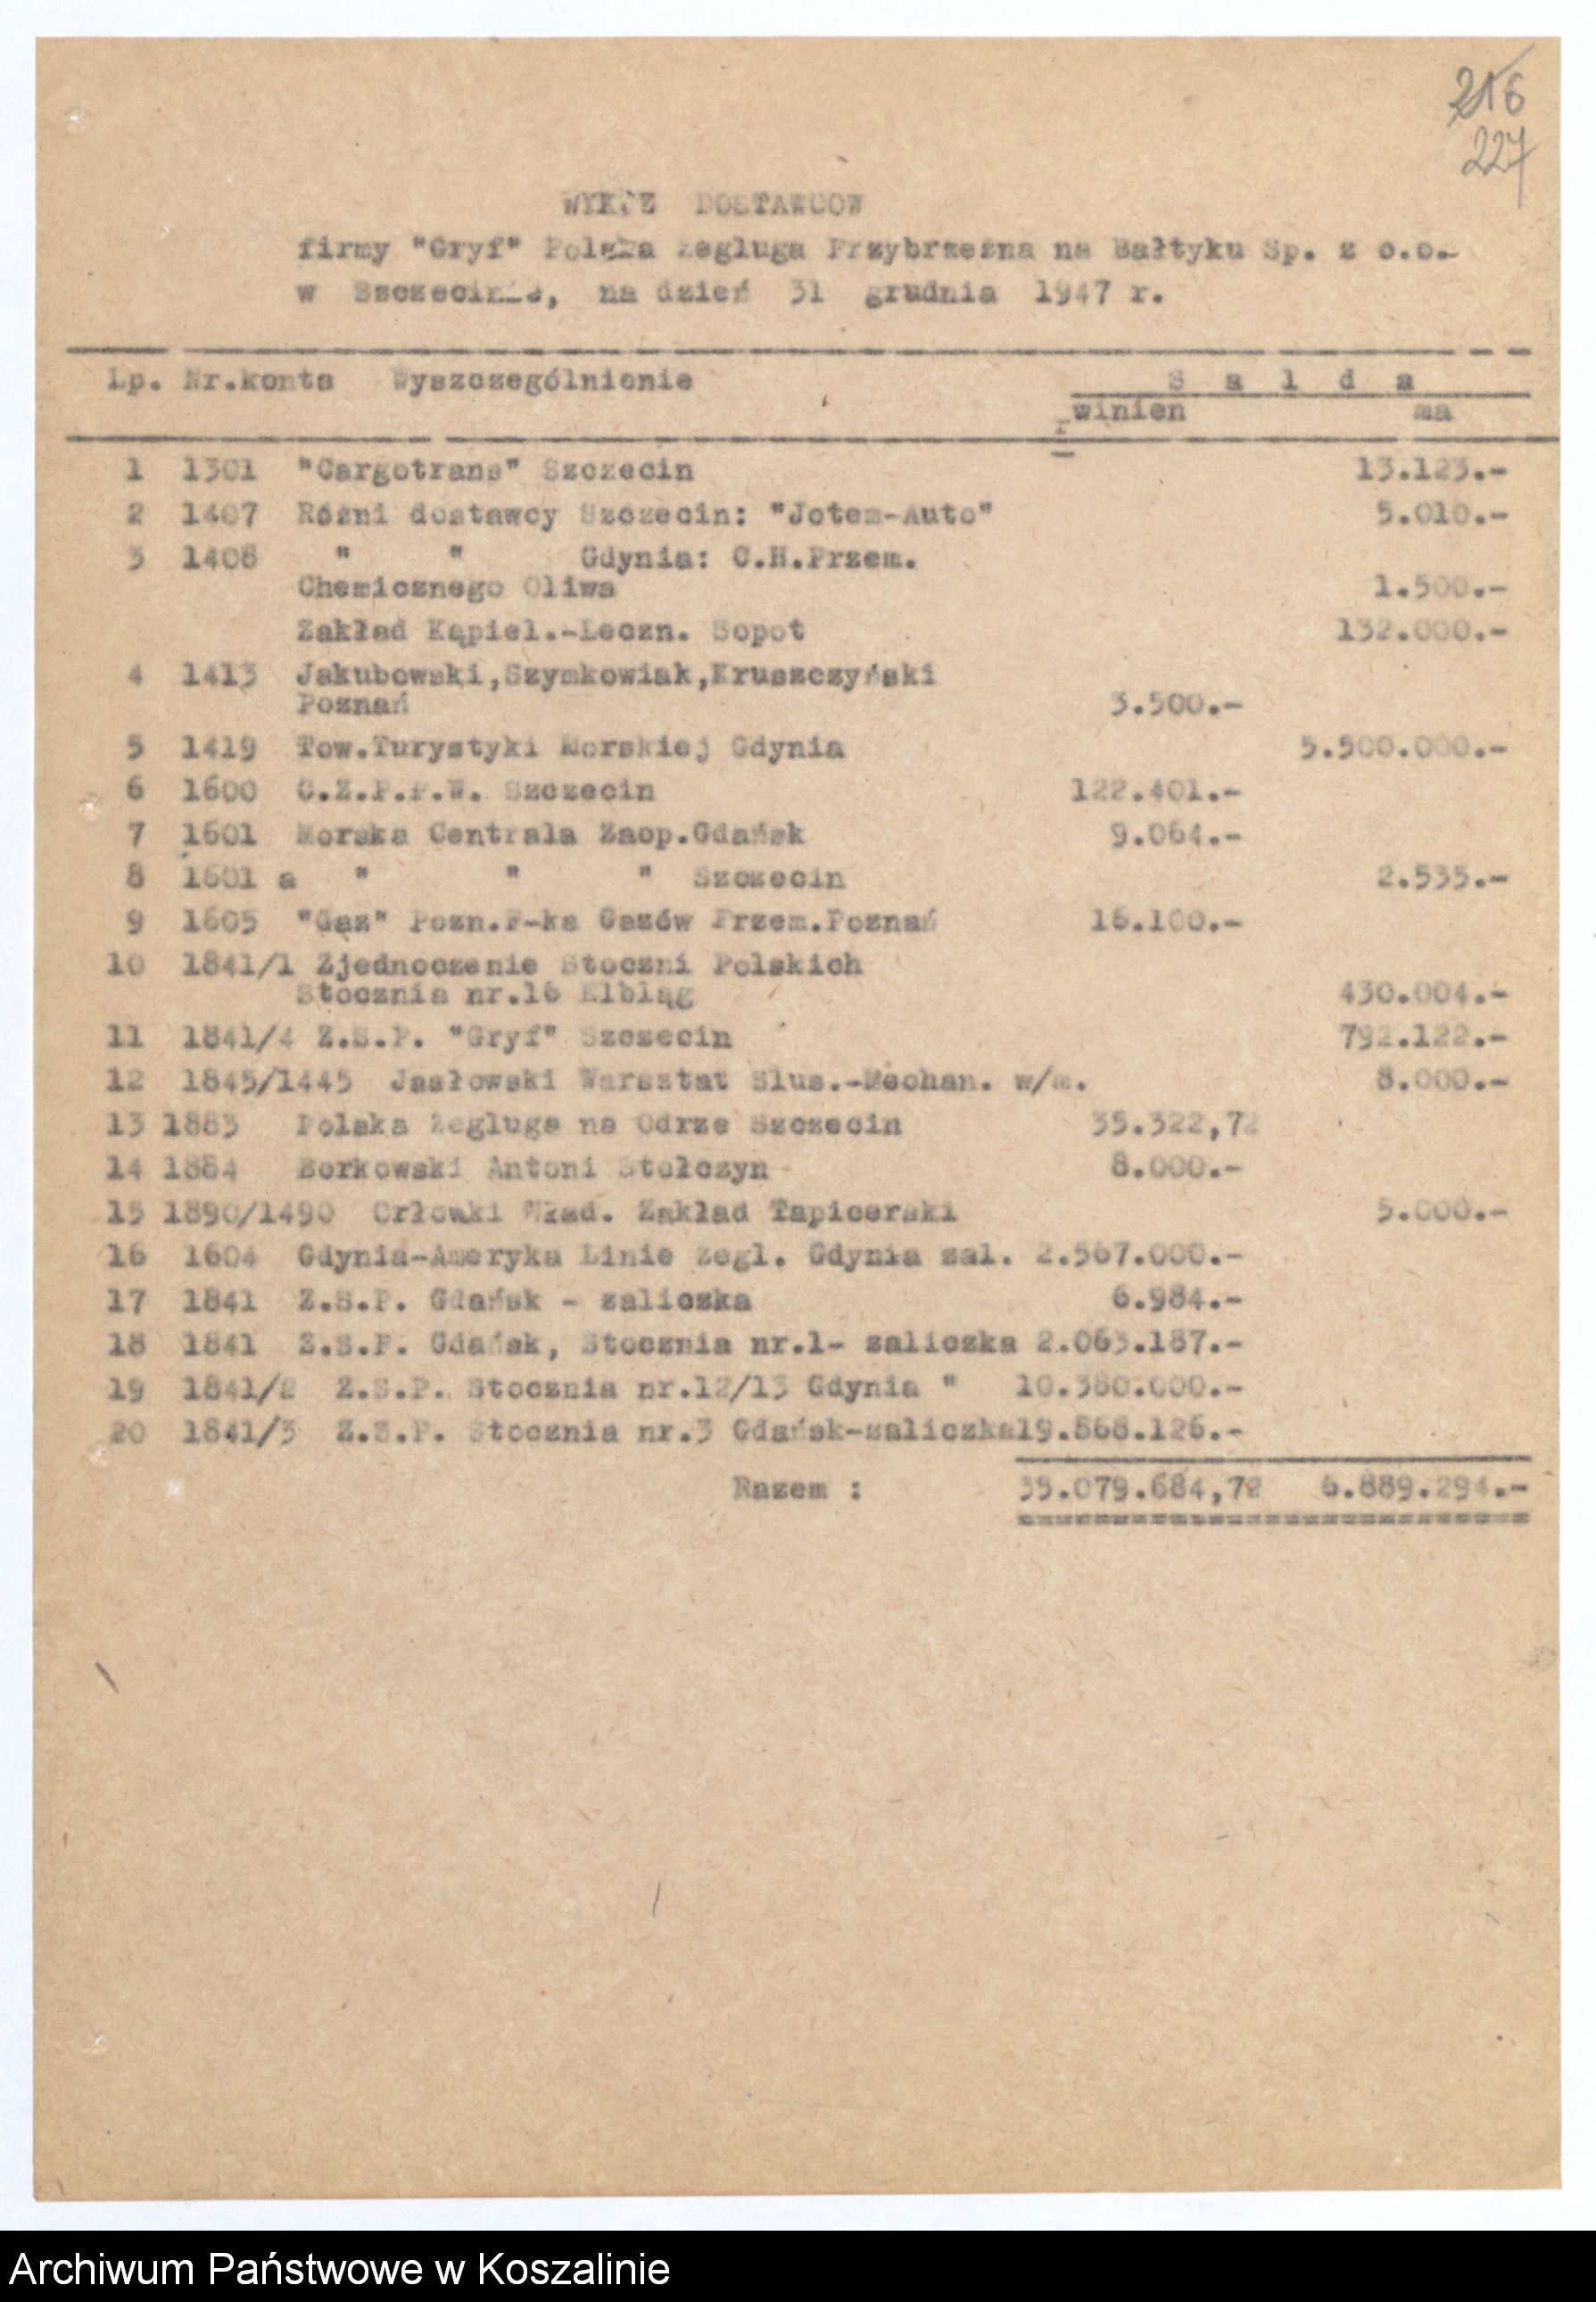 216
227
WYKAZ DOSTAWCOW
firmy "Gryf" Polska Żegluga Przybrzeżna na Bałtyku Sp. z o.o.-
w Szczecinie, na dzień 31 grudnia 1947 r.
Lp. Nr.konta Wyszczególnienie S a l d a
winien ma
1 1301 "Cargotrans" Szczecin 13.123.-
2 1407 Różni dostawcy Szczecin: "Jotem-Auto" 5.010.-
3 1408 " " Gdynia: C.H.Przem.
Chemicznego Oliwa 1.500.-
Zakład Kąpiel.-Leczn. Sopot 132.000.-
4 1413 Jakubowski,Szymkowiak,Kruszczyński
Poznań 3.500.-
5 1419 Tow.Turystyki Morskiej Gdynia 5.500.000.-
6 1600 C.Z.P.P.W. Szczecin 122.401.-
7 1601 Morska Centrala Zaop.Gdańsk 9.064.-
8 1601 a " " " Szczecin 2.535.-
9 1605 "Gaz" Pozn.F-ka Gazów Przem.Poznań 16.100.-
10 1841/1 Zjednoczenie Stoczni Polskich
Stocznia nr.16 Elbląg 430.004.-
11 1841/4 Z.S.P. "Gryf" Szczecin 792.122.-
12 1845/1445 Jasłowski Warsztat Slus.-Mechan. w/m. 8.000.-
13 1883 Polska Żegluga na Odrze Szczecin 35.322,72
14 1884 Borkowski Antoni Stołczyn 8.000.-
15 1890/1490 Orłowki Wład. Zakład Tapicerski 5.000.-
16 1604 Gdynia-Ameryka Linie Żegl. Gdynia zal. 2.567.000.-
17 1841 Z.S.P. Gdańsk - zaliczka 6.984.-
18 1841 Z.S.P. Gdańsk, Stocznia nr.1- zaliczka 2.063.187.-
19 1841/2 Z.S.P. Stocznia nr.12/13 Gdynia " 10.380.000.-
20 1841/3 Z.S.P. Stocznia nr.3 Gdańsk-zaliczka19.868.126.-
Razem : 35.079.684,72 6.889.294.-
Archiwum Państwowe w Koszalinie